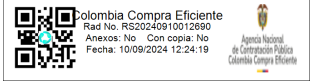 Colombia Compra Eficiente
Rad No. RS20240910012690
Anexos: No Con copia: No
Fecha: 10/09/2024 12:24:19
Agencia Nacional
de Contratación Pública
Colombia Compra Eficiente